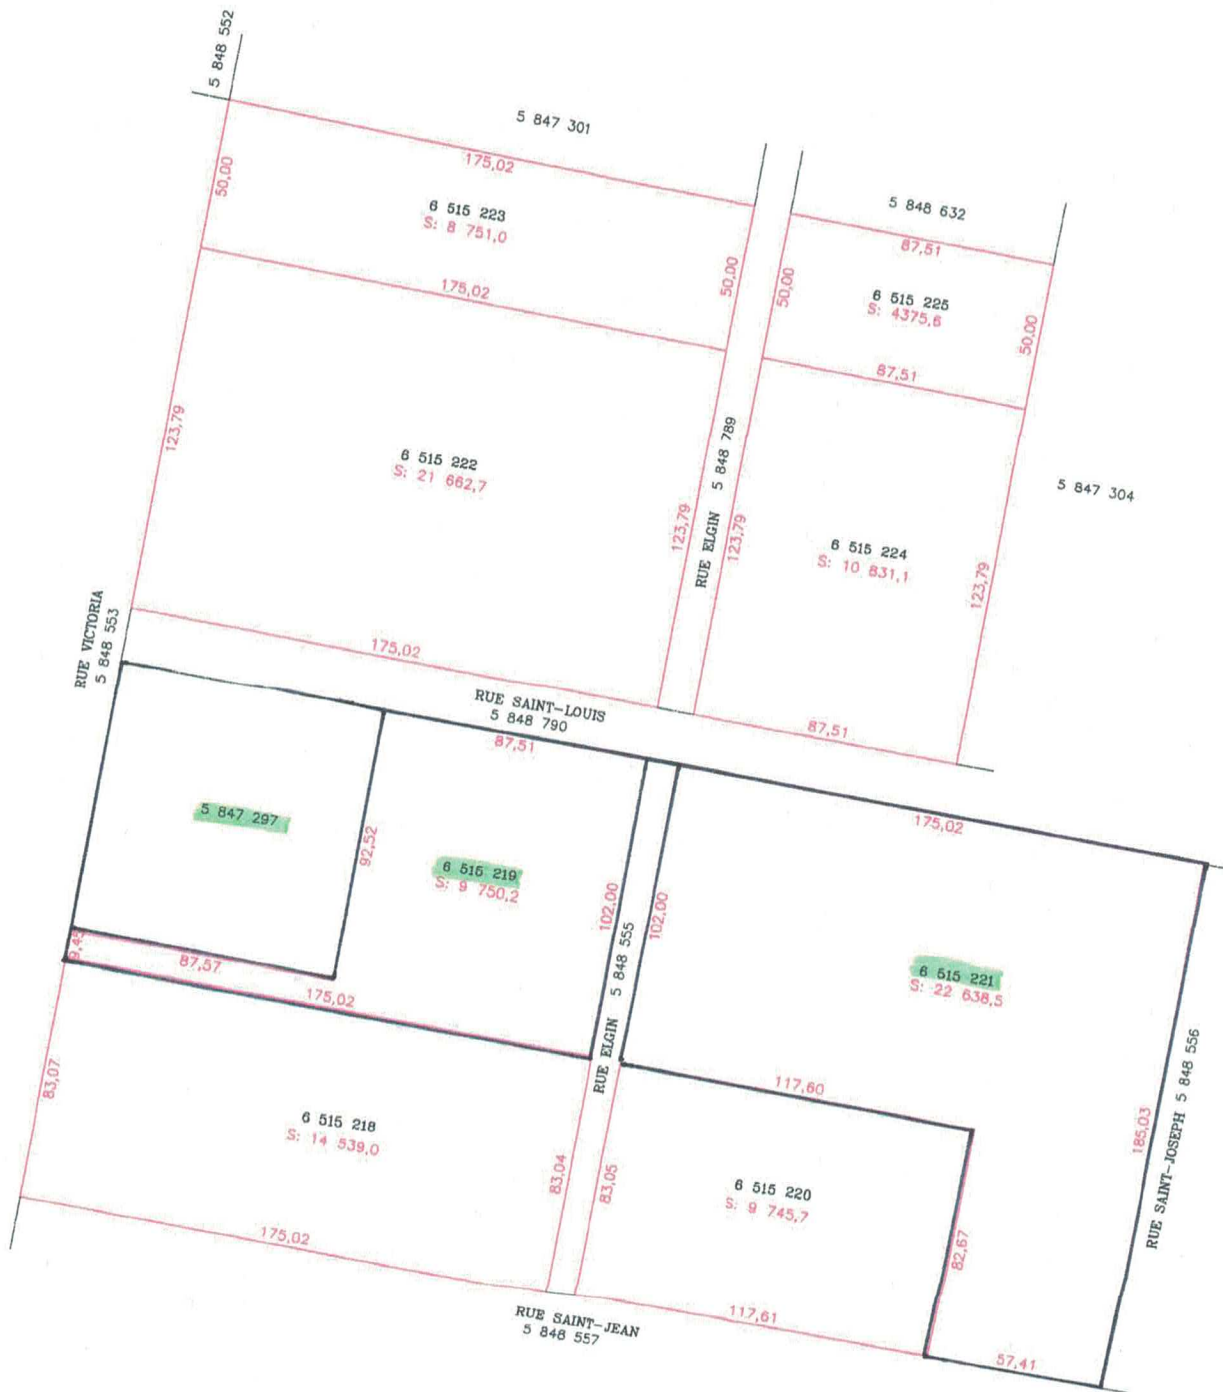 5 848 552
5 847 301
175,02
50,00
6 515 223
S: 8 751,0
5 848 632
87,51
50,00
50,00
6 515 225
S: 4375,6
50,00
175,02
87,51
123,79
6 515 222
S: 21 662,7
RUE ELGIN 5 848 789
5 847 304
123,79
123,79
6 515 224
S: 10 831,1
123,79
RUE VICTORIA
5 848 553
175,02
RUE SAINT-LOUIS
5 848 790
87,51
87,51
5 847 297
92,52
6 515 219
S: 9 750,2
102,00
102,00
175,02
RUE ELGIN 5 848 555
6 515 221
S: 22 638,5
9,45
87,57
175,02
83,07
117,60
6 515 218
S: 14 539,0
83,04
83,05
6 515 220
S: 9 745,7
185,03
RUE SAINT-JOSEPH 5 848 556
82,67
175,02
RUE SAINT-JEAN
5 848 557
117,61
57,41